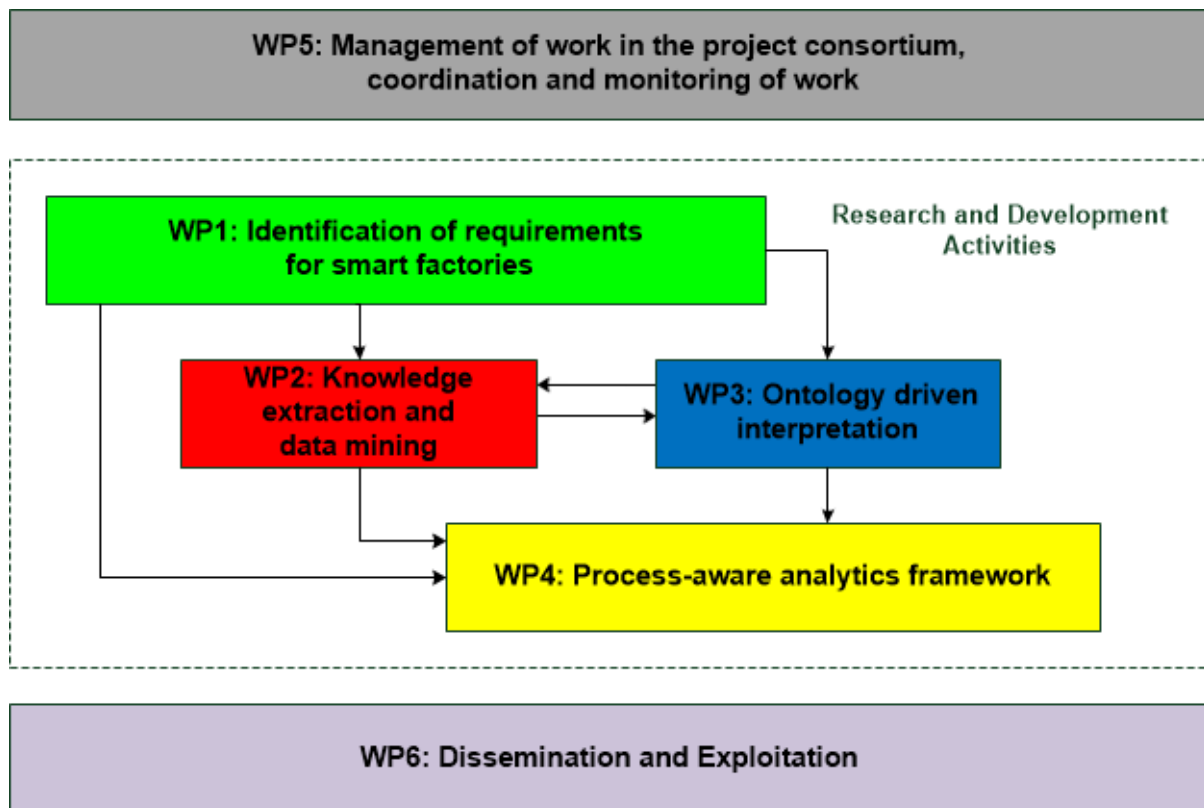 WP5: Management of work in the project consortium,
coordination and monitoring of work
WP1: Identification of requirements
for smart factories
Research and Development
Activities
WP2: Knowledge
extraction and
data mining
WP3: Ontology driven
interpretation
WP4: Process-aware analytics framework
WP6: Dissemination and Exploitation